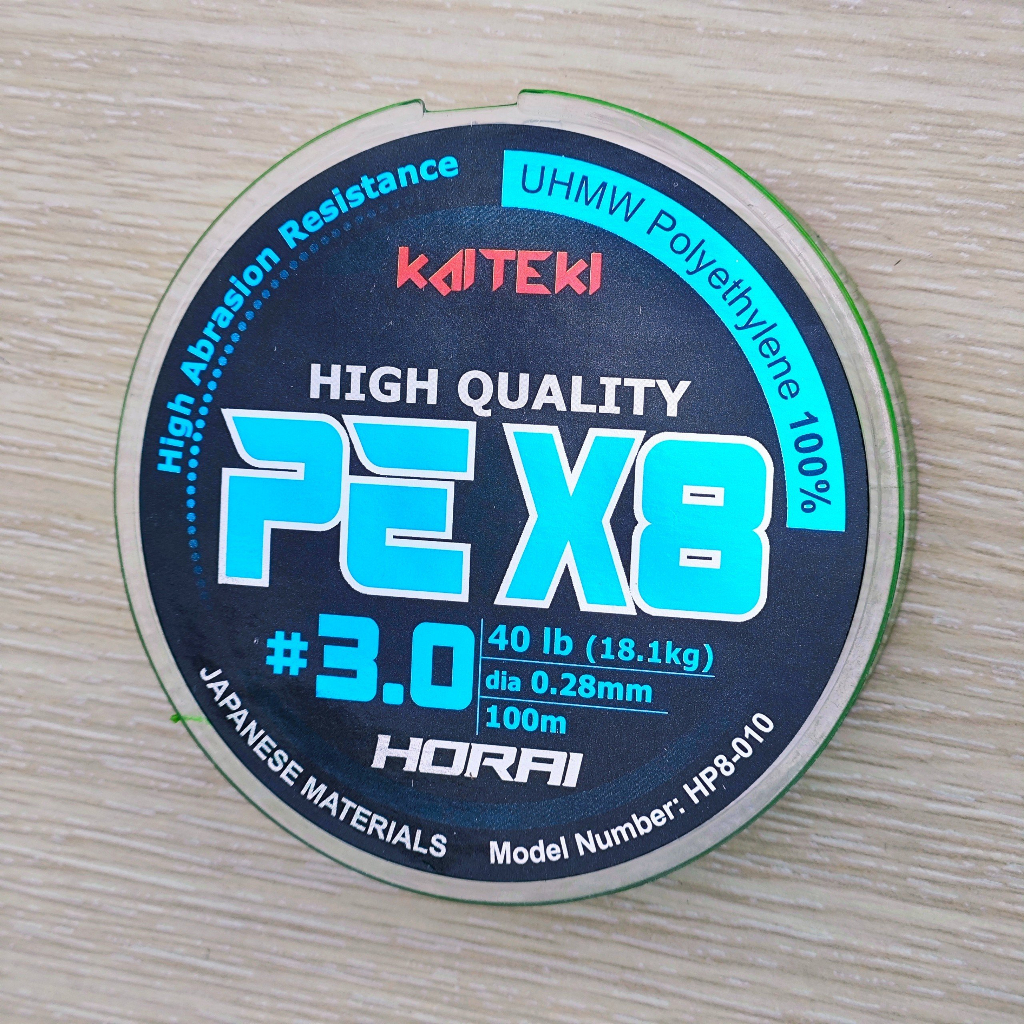 High Abrasion Resistance
UHMW Polyethylene 100%
KAITEKI
HIGH QUALITY
PE X8
#3.0
40 lb (18.1kg)
dia 0.28mm
100m
HORAI
JAPANESE MATERIALS
Model Number: HP8-010